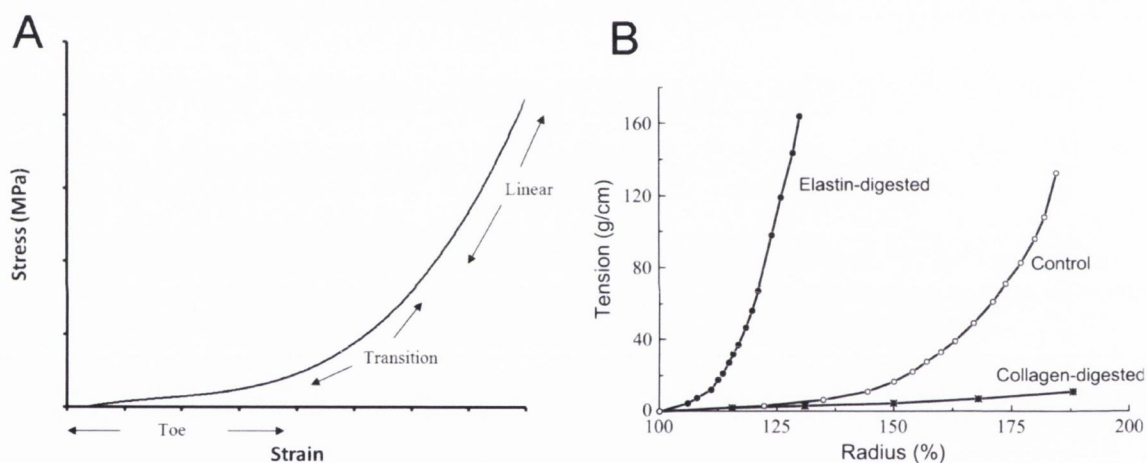 A
Stress (MPa)
Linear
Transition
Toe
Strain
B
Tension (g/cm)
160
120
80
40
0
Elastin-digested
Control
Collagen-digested
100
125
150
175
200
Radius (%)